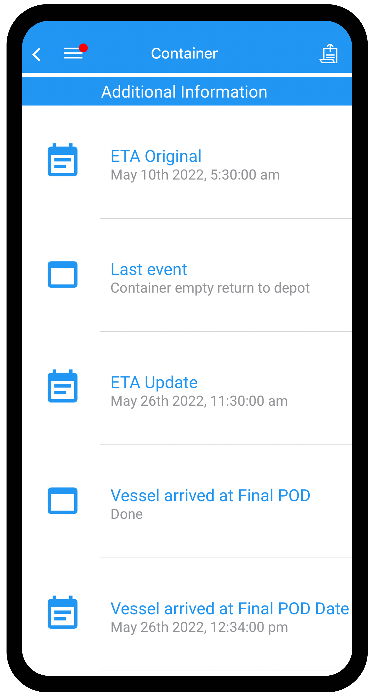 Container
Additional Information
ETA Original
May 10th 2022, 5:30:00 am
Last event
Container empty return to depot
ETA Update
May 26th 2022, 11:30:00 am
Vessel arrived at Final POD
Done
Vessel arrived at Final POD Date
May 26th 2022, 12:34:00 pm